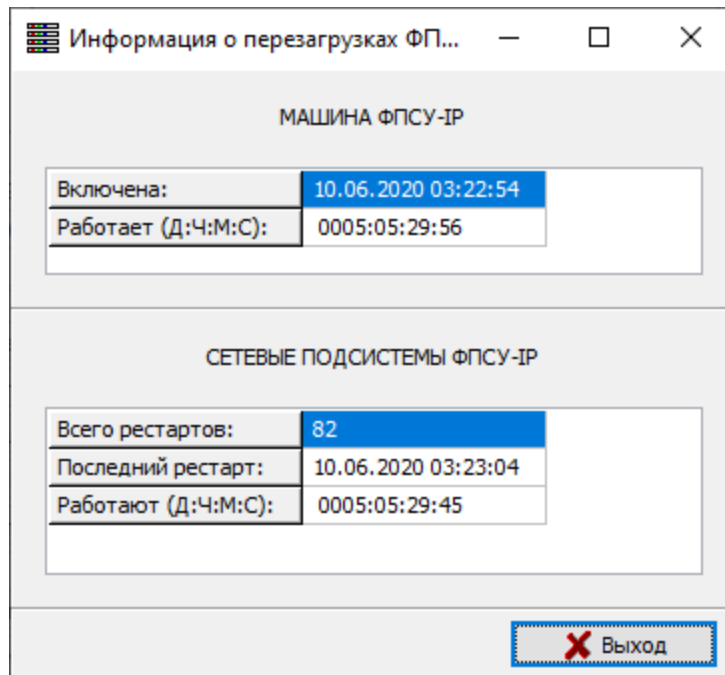 Информация о перезагрузках ФП...
МАШИНА ФПСУ-IP
Включена: 10.06.2020 03:22:54
Работает (Д:Ч:М:С): 0005:05:29:56
СЕТЕВЫЕ ПОДСИСТЕМЫ ФПСУ-IP
Всего рестартов: 82
Последний рестарт: 10.06.2020 03:23:04
Работают (Д:Ч:М:С): 0005:05:29:45
Выход